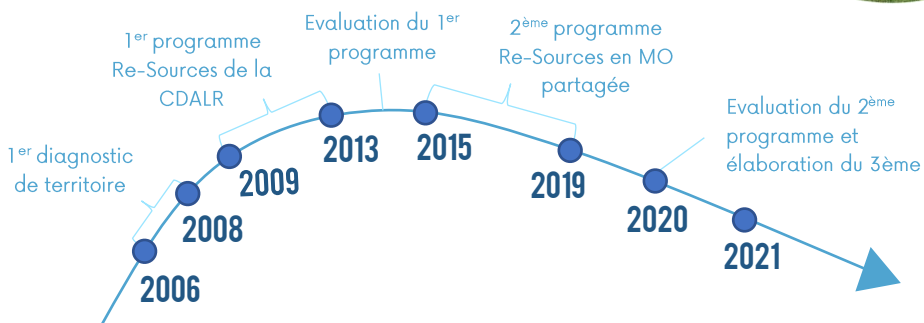 1er diagnostic
de territoire
1er programme
Re-Sources de la
CDALR
Evaluation du 1er
programme
2ème programme
Re-Sources en MO
partagée
Evaluation du 2ème
programme et
élaboration du 3ème
2006
2008
2009
2013
2015
2019
2020
2021